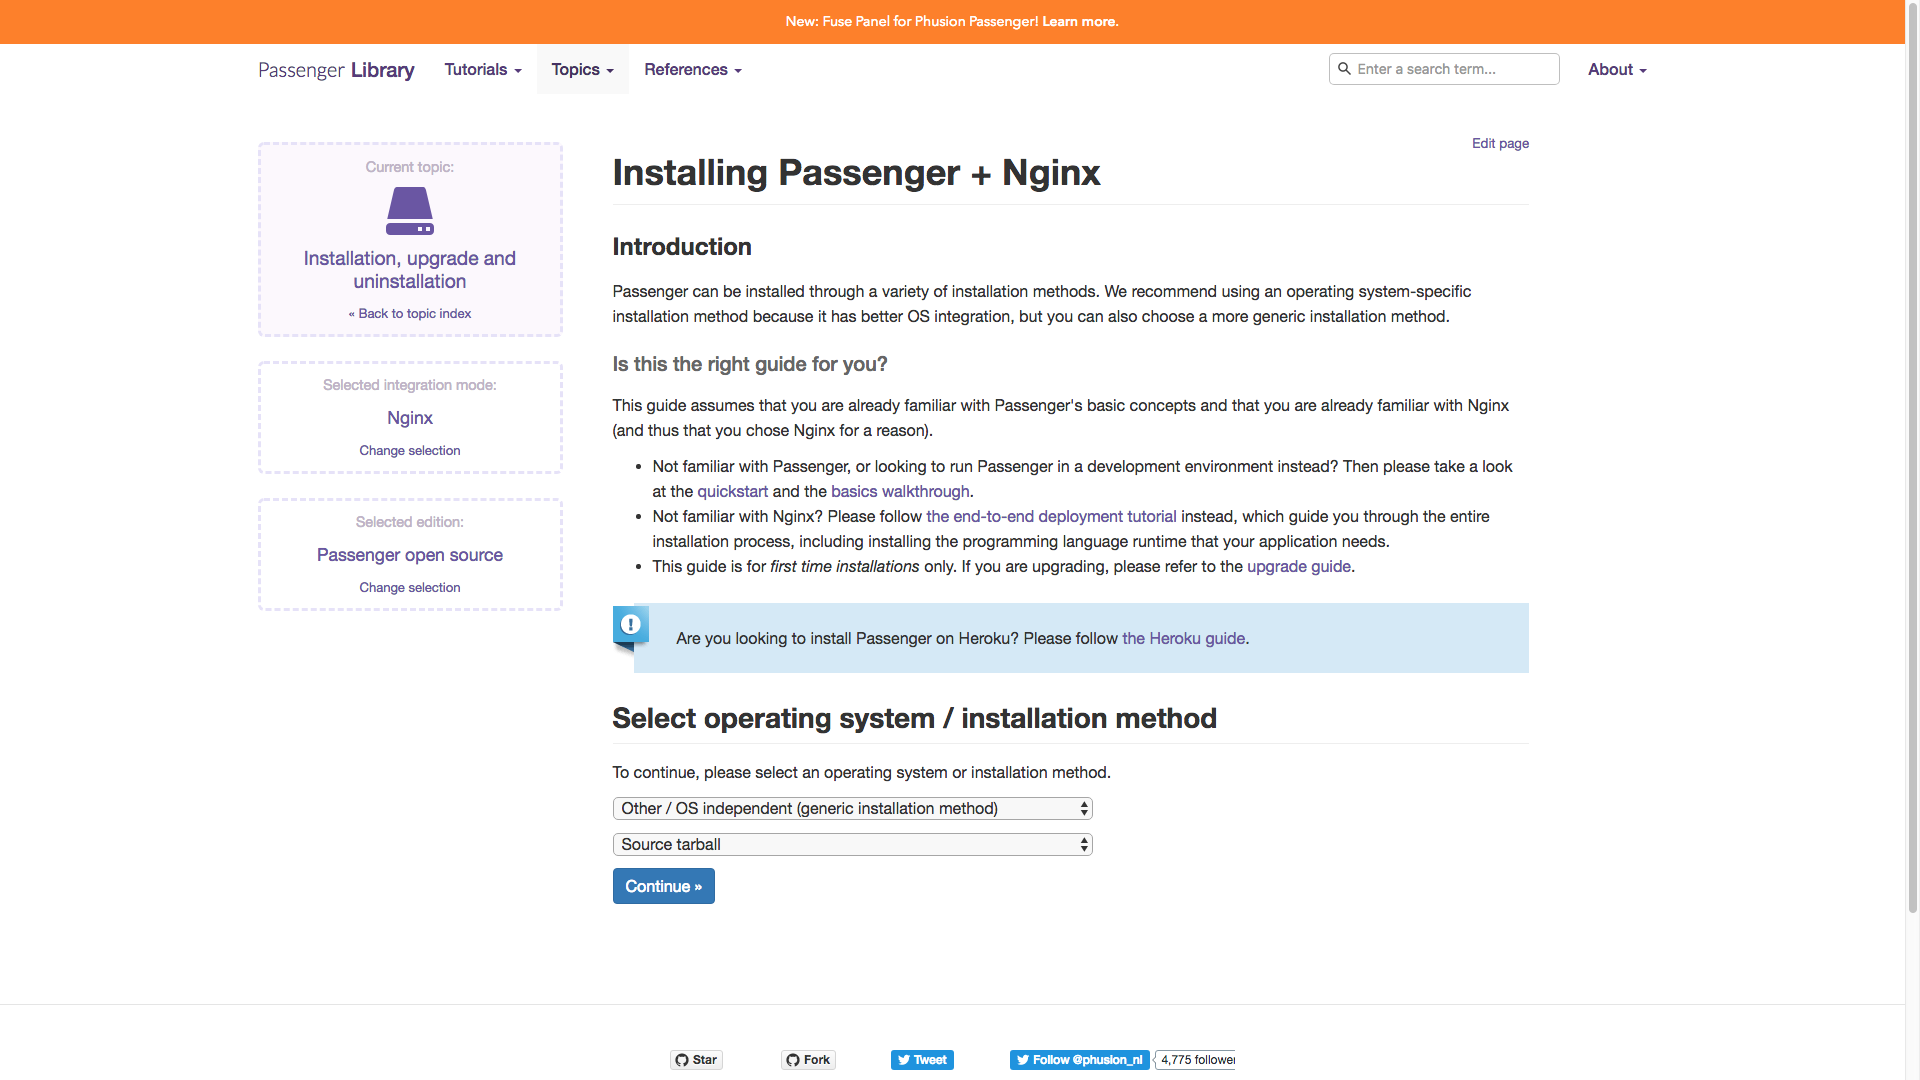 New: Fuse Panel for Phusion Passenger! Learn more.
Passenger Library
Tutorials
Topics
References
Enter a search term...
About
Current topic:
Installation, upgrade and
uninstallation
« Back to topic index
Selected integration mode:
Nginx
Change selection
Selected edition:
Passenger open source
Change selection
Edit page
Installing Passenger + Nginx
Introduction
Passenger can be installed through a variety of installation methods. We recommend using an operating system-specific
installation method because it has better OS integration, but you can also choose a more generic installation method.
Is this the right guide for you?
This guide assumes that you are already familiar with Passenger's basic concepts and that you are already familiar with Nginx
(and thus that you chose Nginx for a reason).
• Not familiar with Passenger, or looking to run Passenger in a development environment instead? Then please take a look
at the quickstart and the basics walkthrough.
• Not familiar with Nginx? Please follow the end-to-end deployment tutorial instead, which guide you through the entire
installation process, including installing the programming language runtime that your application needs.
• This guide is for first time installations only. If you are upgrading, please refer to the upgrade guide.
Are you looking to install Passenger on Heroku? Please follow the Heroku guide.
Select operating system / installation method
To continue, please select an operating system or installation method.
Other / OS independent (generic installation method)
Source tarball
Continue »
Star
Fork
Tweet
Follow @phusion_nl
4,775 follower